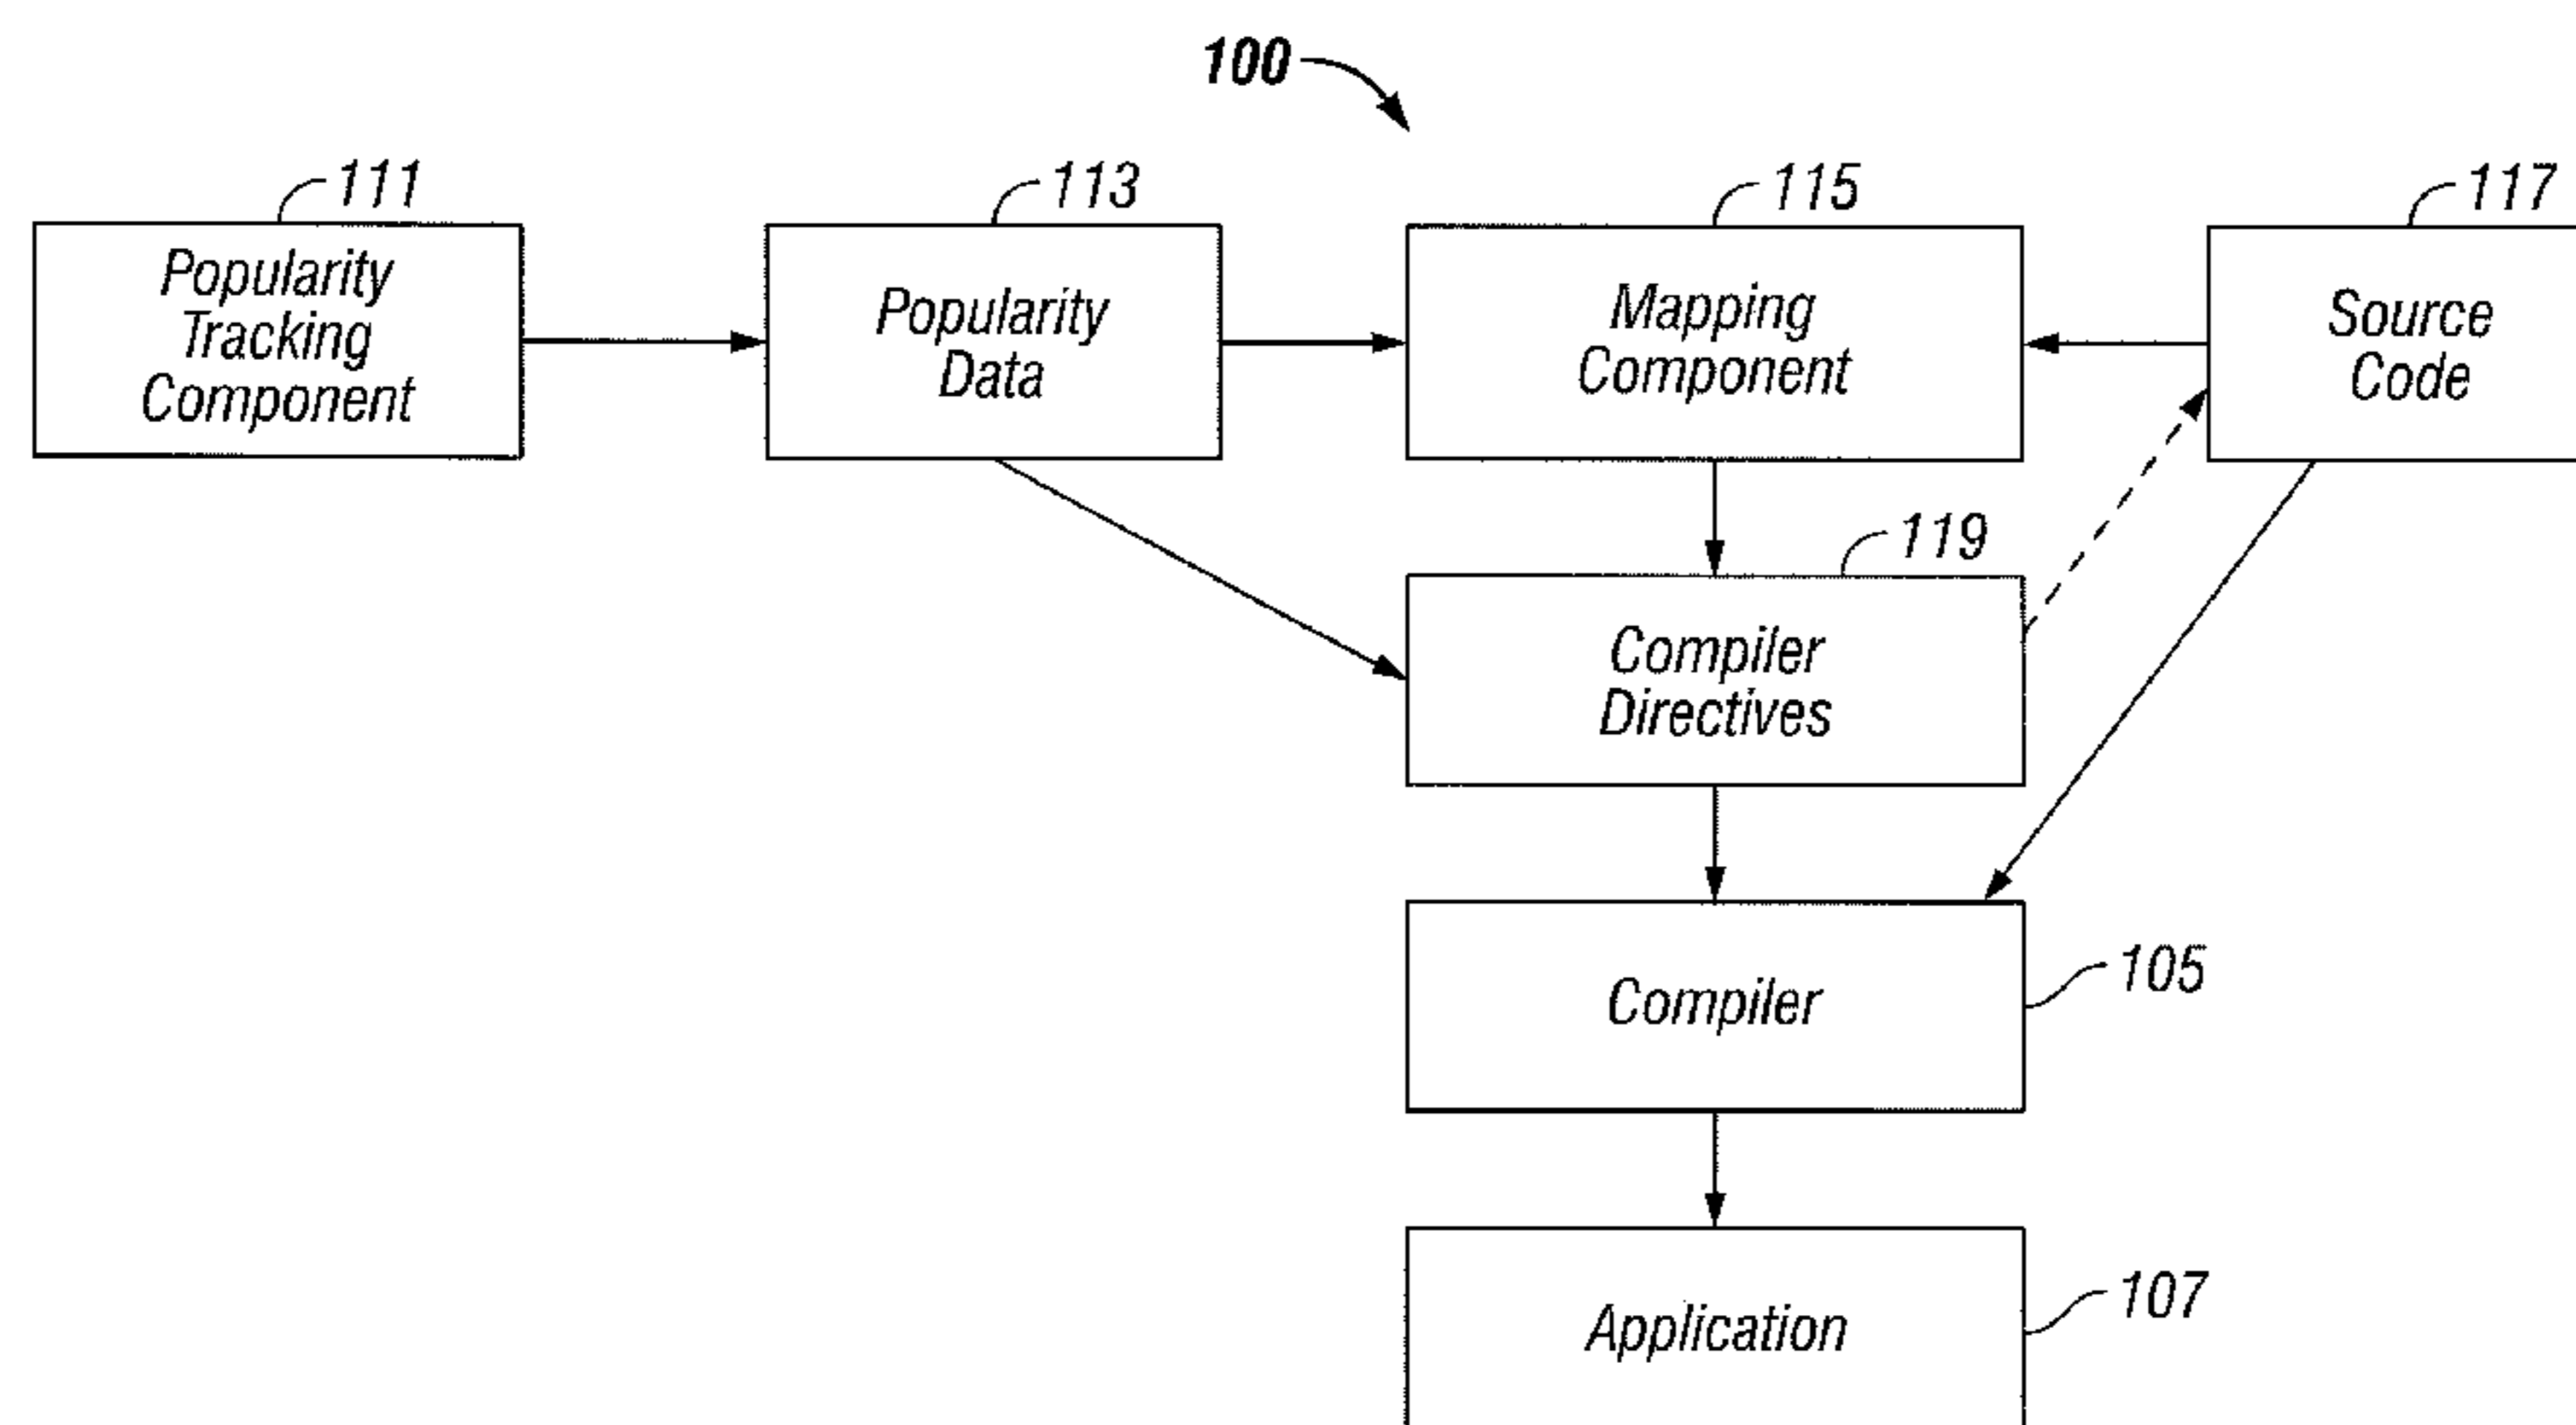 100
111
113
115
117
Popularity
Tracking
Component
Popularity
Data
Mapping
Component
Source
Code
119
Compiler
Directives
Compiler
105
Application
107